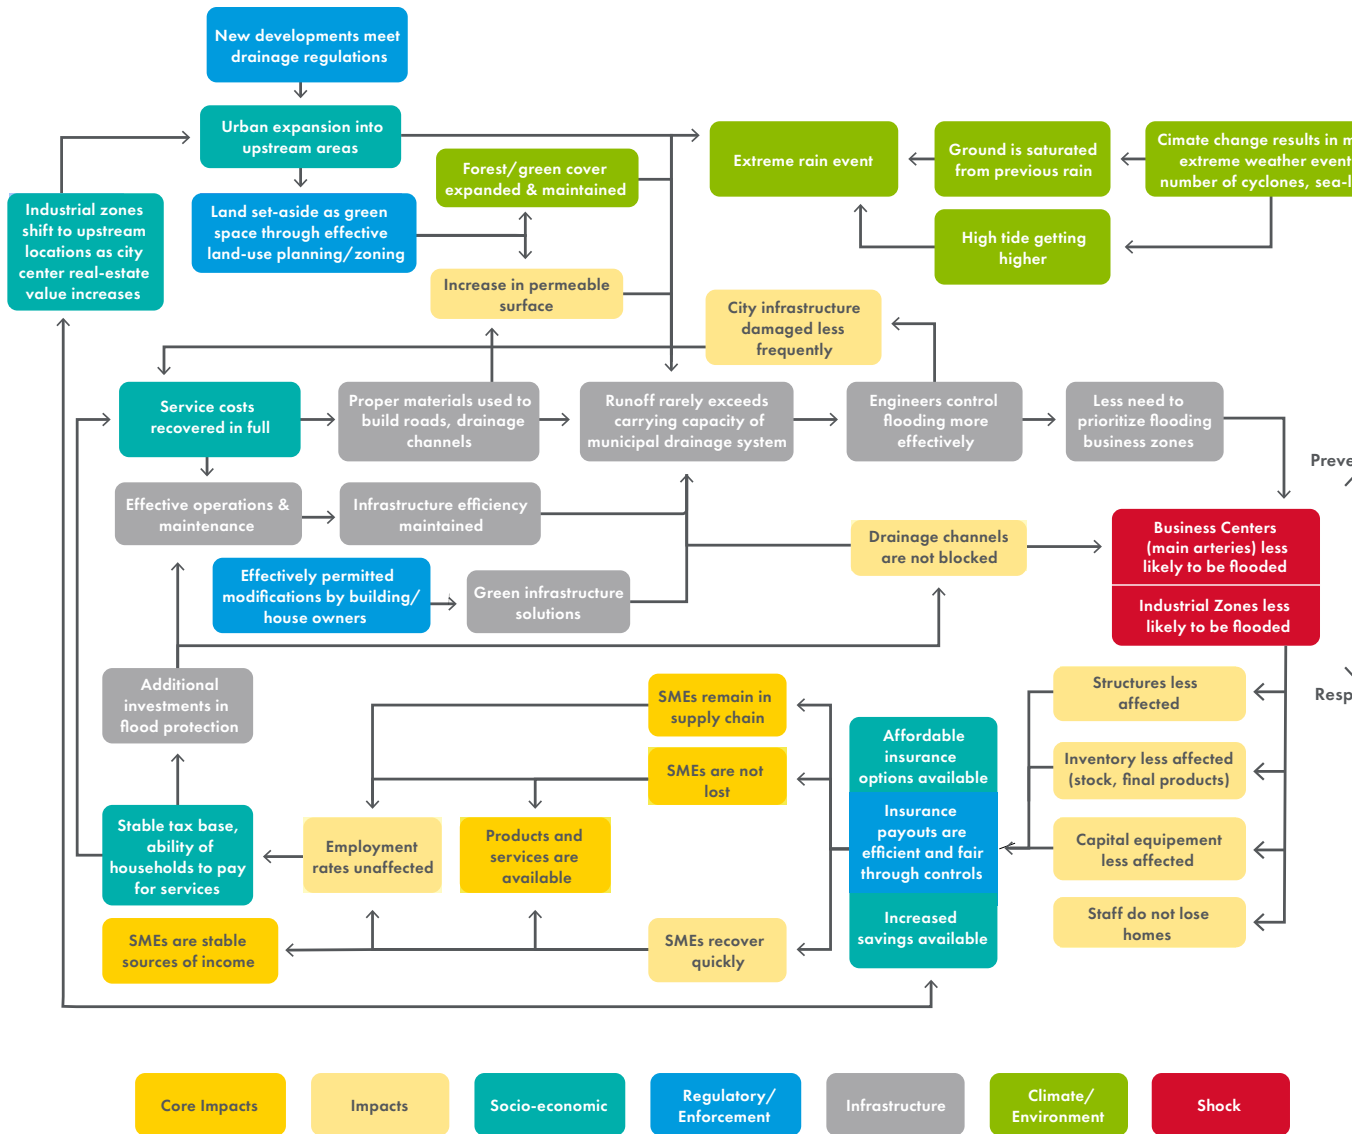 New developments meet
drainage regulations
Urban expansion into
upstream areas
Forest/green cover
expanded & maintained
Extreme rain event
Ground is saturated
from previous rain
Cimate change results in
extreme weather event
number of cyclones,
Industrial zones
shift to upstream
locations as city
center real-estate
value increases
Land set-aside as green
space through effective
land-use planning/zoning
High tide getting
higher
Increase in permeable
surface
City infrastructure
damaged less
frequently
Service costs
recovered in full
Proper materials used to
build roads, drainage
channels
Runoff rarely exceeds
carrying capacity of
municipal drainage system
Engineers control
flooding more
effectively
Less need to
prioritize flooding
business zones
Preve
Effective operations &
maintenance
Infrastructure efficiency
maintained
Drainage channels
are not blocked
Business Centers
(main arteries) less
likely to be flooded
Industrial Zones less
likely to be flooded
Effectively permitted
modifications by building/
house owners
Green infrastructure
solutions
Additional
investments in
flood protection
SMEs remain in
supply chain
Structures less
affected
Resp
Affordable
insurance
options available
SMEs are not
lost
Inventory less affected
(stock, final products)
Insurance
payouts are
efficient and fair
through controls
Stable tax base,
ability of
households to pay
for services
Employment
rates unaffected
Products and
services are
available
Capital equipement
less affected
Increased
savings available
Staff do not lose
homes
SMEs are stable
sources of income
SMEs recover
quickly
Core Impacts
Impacts
Socio-economic
Regulatory/
Enforcement
Infrastructure
Climate/
Environment
Shock